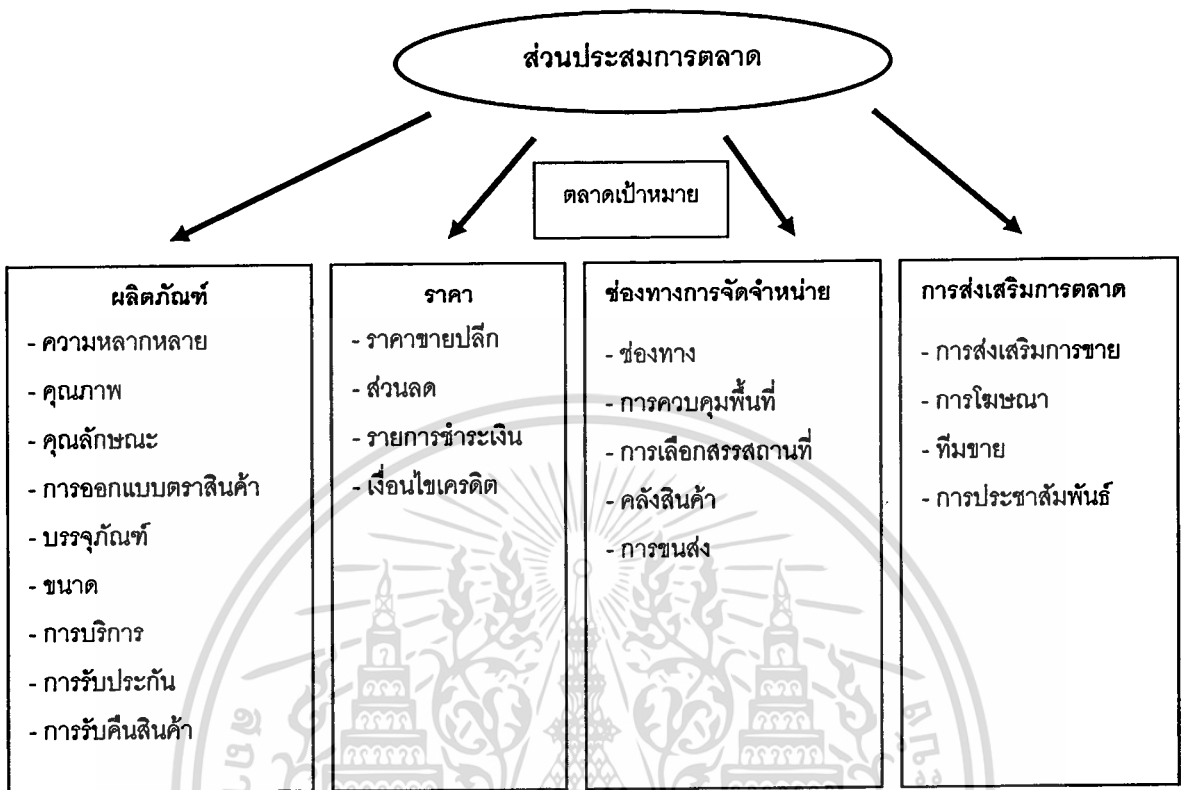 ส่วนประสมการตลาด
ตลาดเป้าหมาย
ผลิตภัณฑ์
- ความหลากหลาย
- คุณภาพ
- คุณลักษณะ
- การออกแบบตราสินค้า
- บรรจุภัณฑ์
- ขนาด
- การบริการ
- การรับประกัน
- การรับคืนสินค้า
ราคา
- ราคาขายปลีก
- ส่วนลด
- รายการชำระเงิน
- เงื่อนไขเครดิต
ช่องทางการจัดจำหน่าย
- ช่องทาง
- การควบคุมพื้นที่
- การเลือกสรรสถานที่
- คลังสินค้า
- การขนส่ง
การส่งเสริมการตลาด
- การส่งเสริมการขาย
- การโฆษณา
- ทีมขาย
- การประชาสัมพันธ์